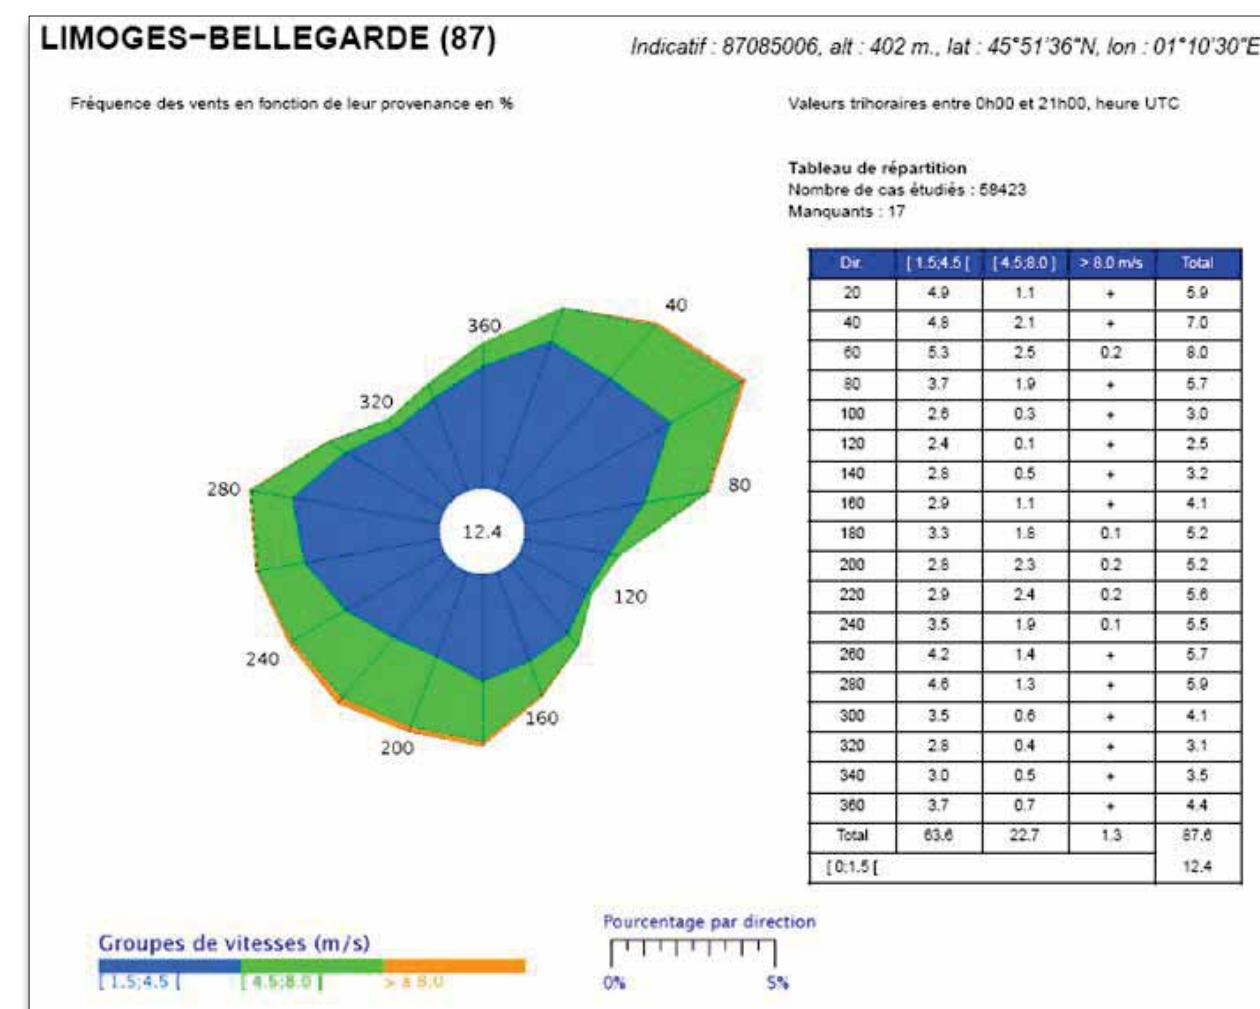 LIMOGES–BELLEGARDE (87)
Indicatif : 87085006, alt : 402 m., lat : 45°51'36"N, lon : 01°10'30"E
Fréquence des vents en fonction de leur provenance en %
Valeurs trihoraires entre 0h00 et 21h00, heure UTC
Tableau de répartition
Nombre de cas étudiés : 58423
Manquants : 17
Dir. [ 1.5;4.5 [ [ 4.5;8.0 ] > 8.0 m/s Total
20 4.9 1.1 + 5.9
40 4.8 2.1 + 7.0
60 5.3 2.5 0.2 8.0
80 3.7 1.9 + 5.7
100 2.6 0.3 + 3.0
120 2.4 0.1 + 2.5
140 2.8 0.5 + 3.2
160 2.9 1.1 + 4.1
180 3.3 1.8 0.1 5.2
200 2.8 2.3 0.2 5.2
220 2.9 2.4 0.2 5.6
240 3.5 1.9 0.1 5.5
260 4.2 1.4 + 5.7
280 4.6 1.3 + 5.9
300 3.5 0.6 + 4.1
320 2.8 0.4 + 3.1
340 3.0 0.5 + 3.5
360 3.7 0.7 + 4.4
Total 63.6 22.7 1.3 87.6
[ 0;1.5 [ 12.4
40
360
320
280
80
12.4
120
240
160
200
Pourcentage par direction
0% 5%
Groupes de vitesses (m/s)
[ 1.5;4.5 [ [ 4.5;8.0 ] > à 8.0